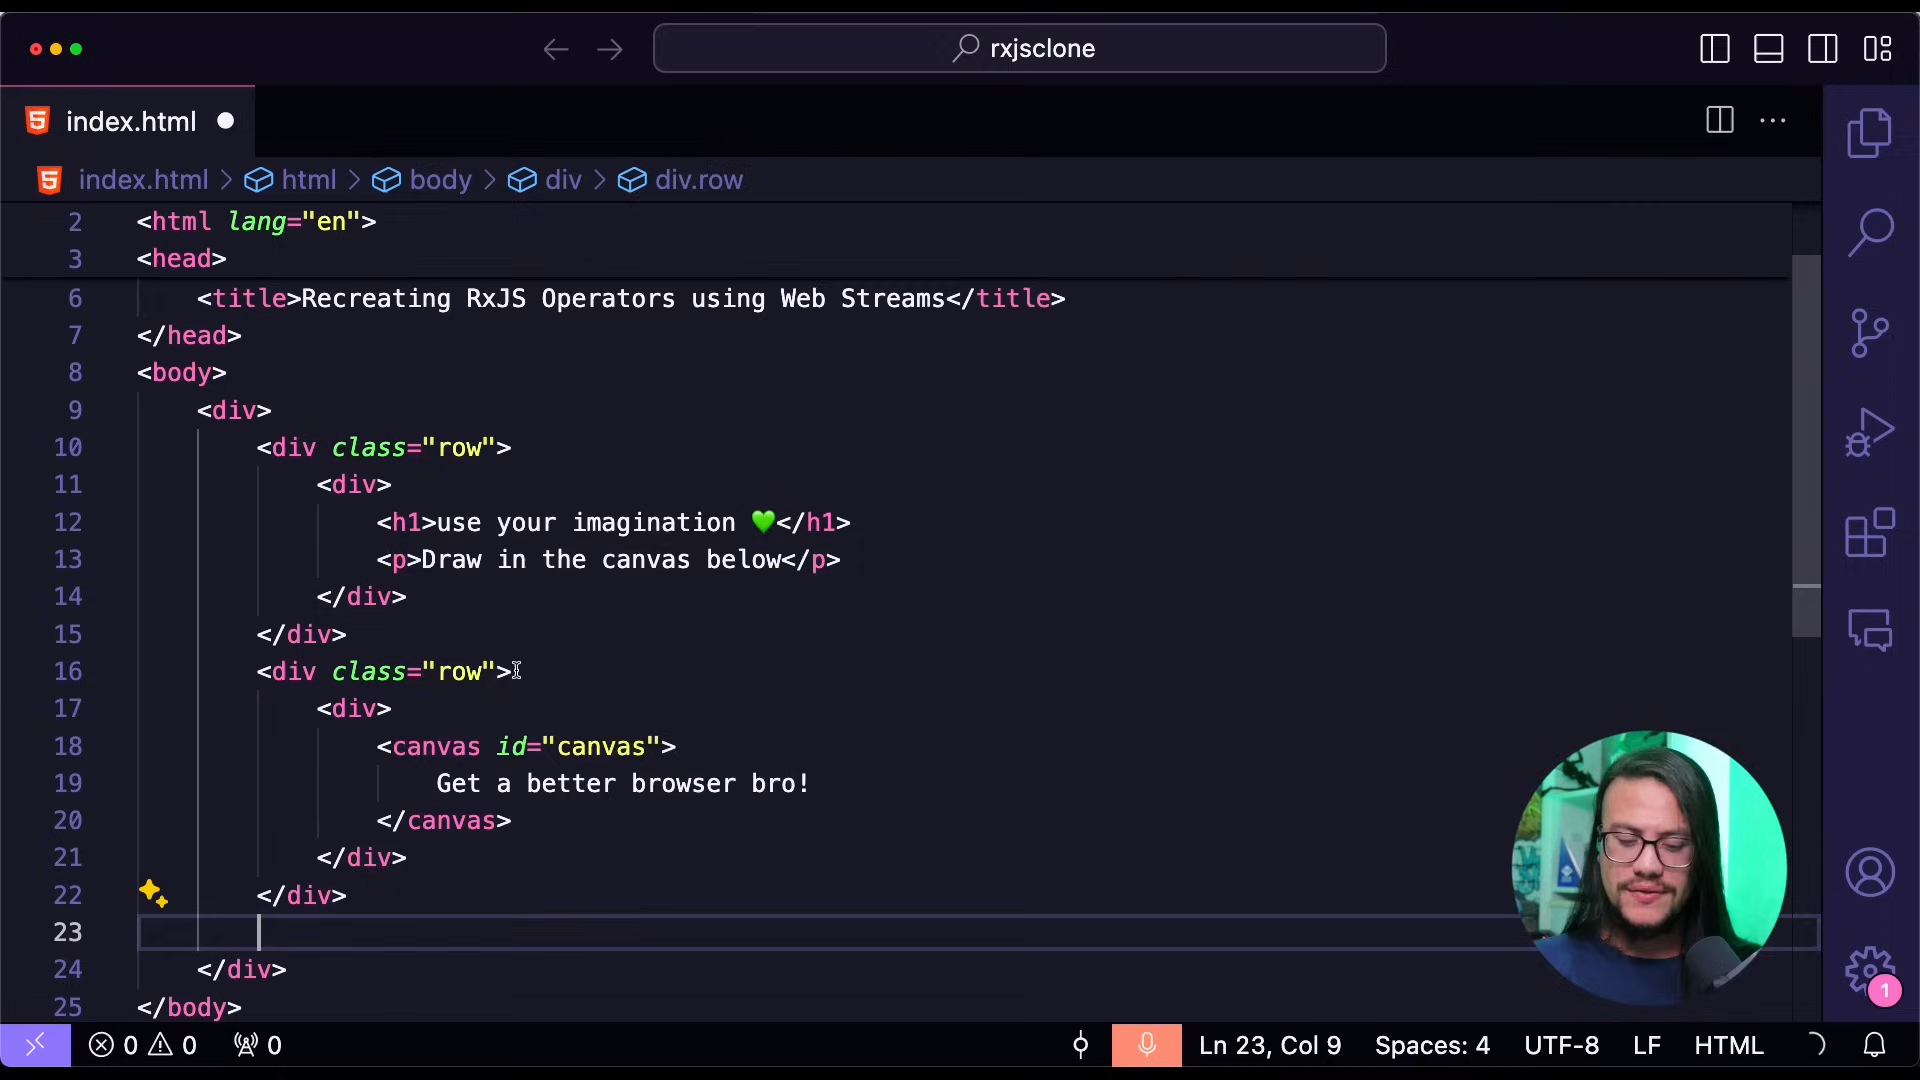 rxjsclone
index.html
index.html > html > body > div > div.row
2 <html lang="en">
3 <head>
6 <title>Recreating RxJS Operators using Web Streams</title>
7 </head>
8 <body>
9 <div>
10 <div class="row">
11 <div>
12 <h1>use your imagination 💚</h1>
13 <p>Draw in the canvas below</p>
14 </div>
15 </div>
16 <div class="row">
17 <div>
18 <canvas id="canvas">
19 Get a better browser bro!
20 </canvas>
21 </div>
22 </div>
23
24 </div>
25 </body>
0 0 0 Ln 23, Col 9 Spaces: 4 UTF-8 LF HTML
1